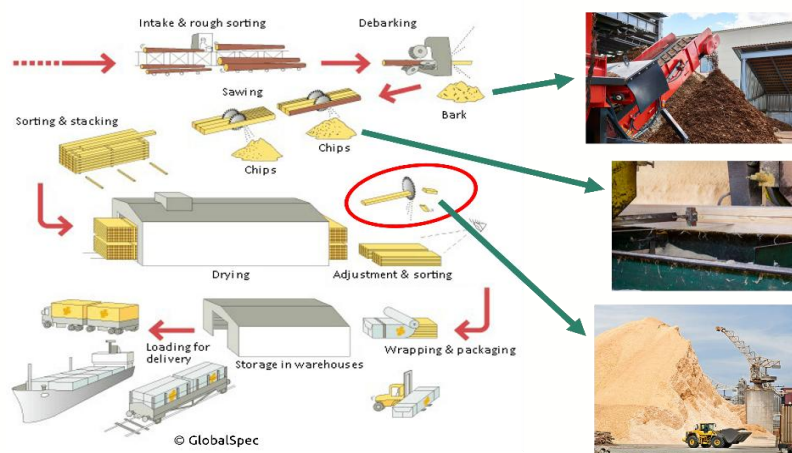 Intake & rough sorting
Debarking
Sawing
Bark
Sorting & stacking
Chips
Chips
Drying
Adjustment & sorting
Loading for
delivery
Storage in warehouses
Wrapping & packaging
© GlobalSpec